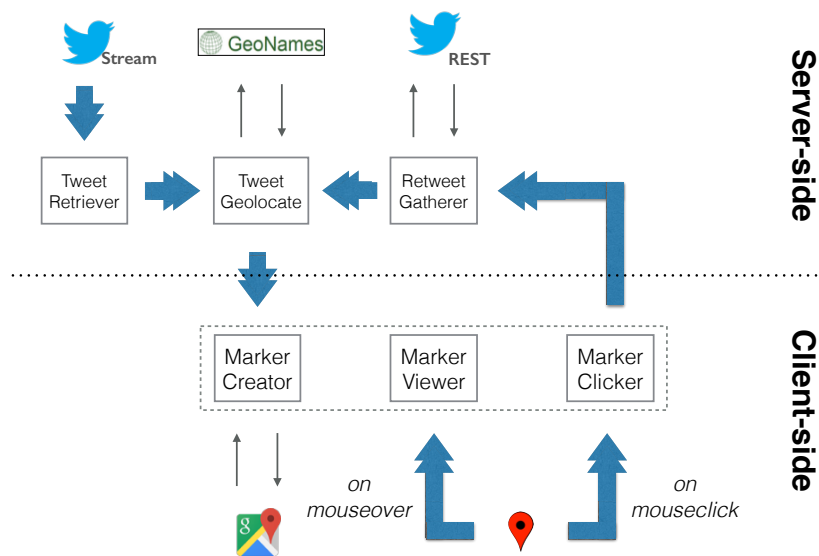 Stream
GeoNames
REST
Server-side
Tweet
Retriever
Tweet
Geolocate
Retweet
Gatherer
Marker
Creator
Marker
Viewer
Marker
Clicker
Client-side
on
mouseover
on
mouseclick
g